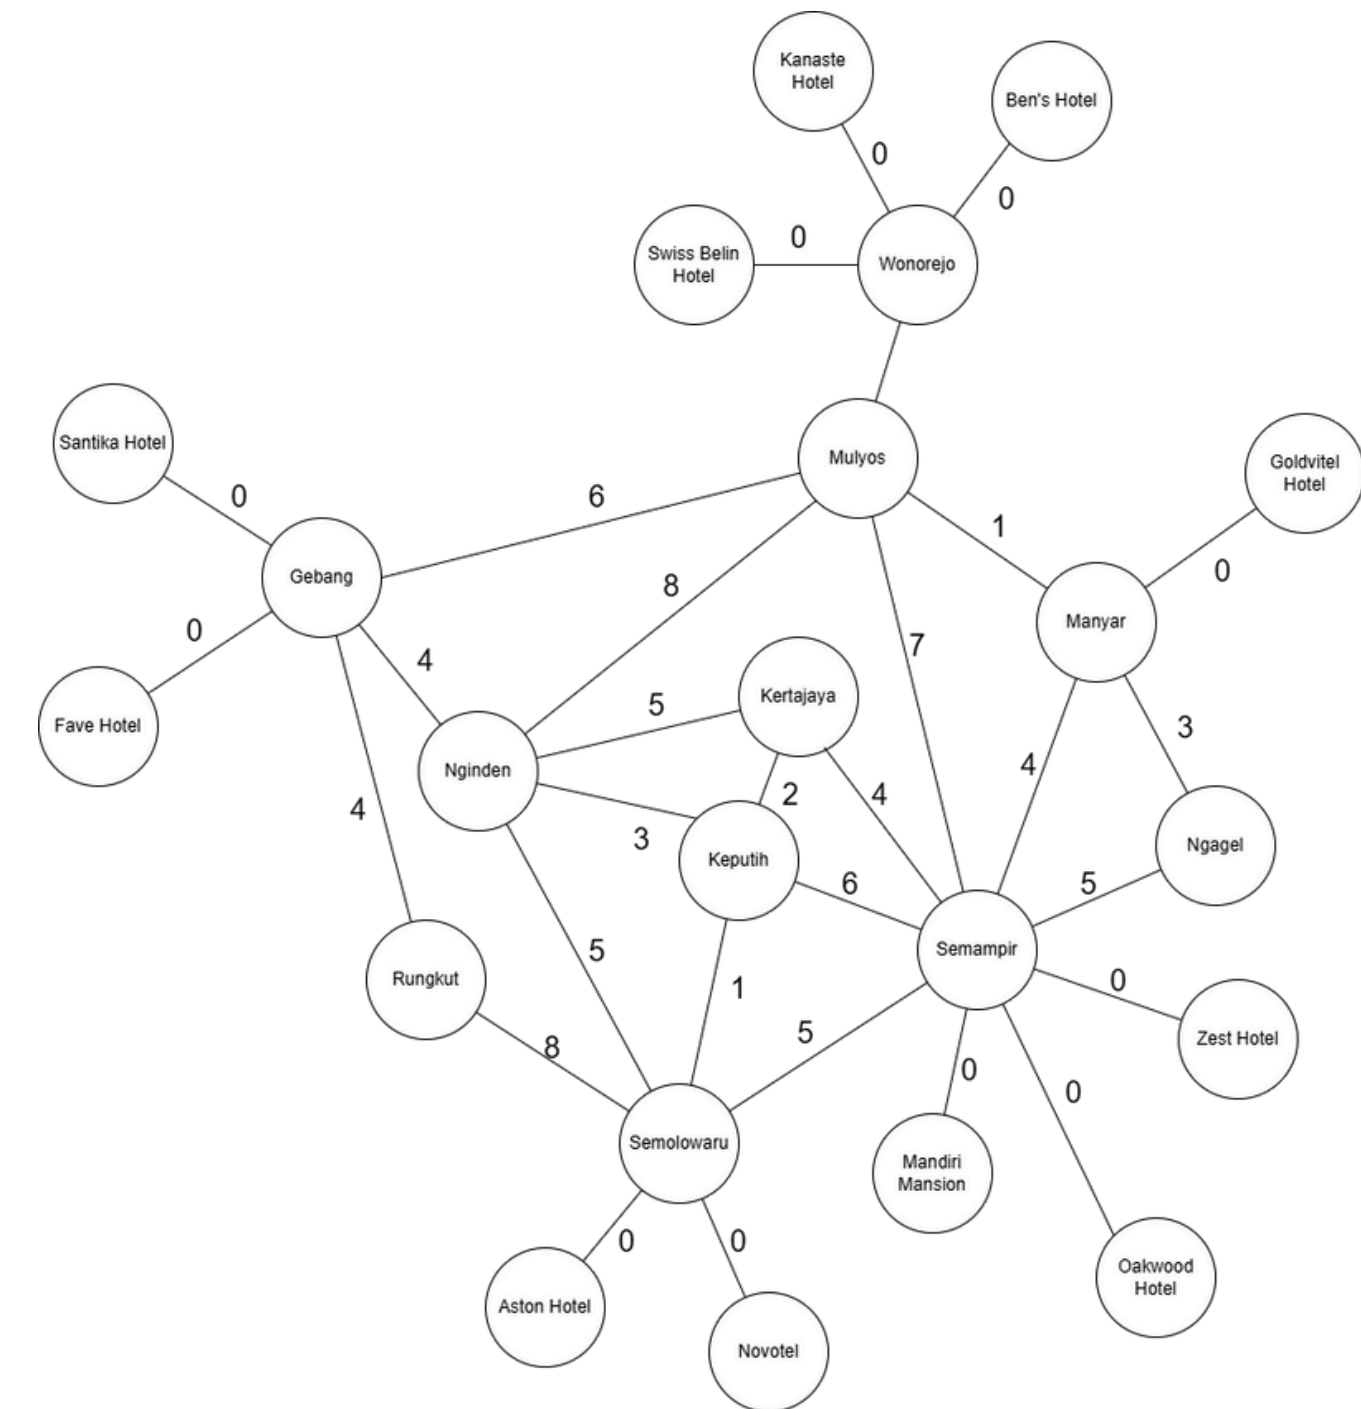 Kanaste
Hotel
Ben's Hotel
0
0
0
Swiss Belin
Hotel
Wonorejo
Santika Hotel
Mulyos
Goldvitel
Hotel
0
6
1
0
Gebang
8
Manyar
0
4
7
Kertajaya
5
Fave Hotel
3
Nginden
4
2
4
4
3
Keputih
Ngagel
6
5
5
Semampir
Rungkut
1
0
5
8
Zest Hotel
0
0
Semolowaru
Mandiri
Mansion
0
0
Oakwood
Hotel
Aston Hotel
Novotel